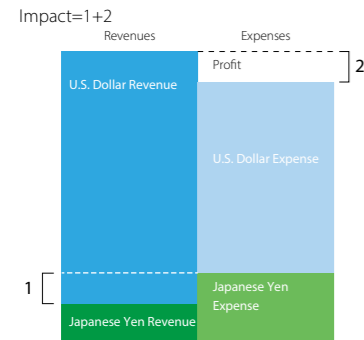 Impact=1+2
Revenues Expenses
Profit
2
U.S. Dollar Revenue
U.S. Dollar Expense
1
Japanese Yen
Expense
Japanese Yen Revenue